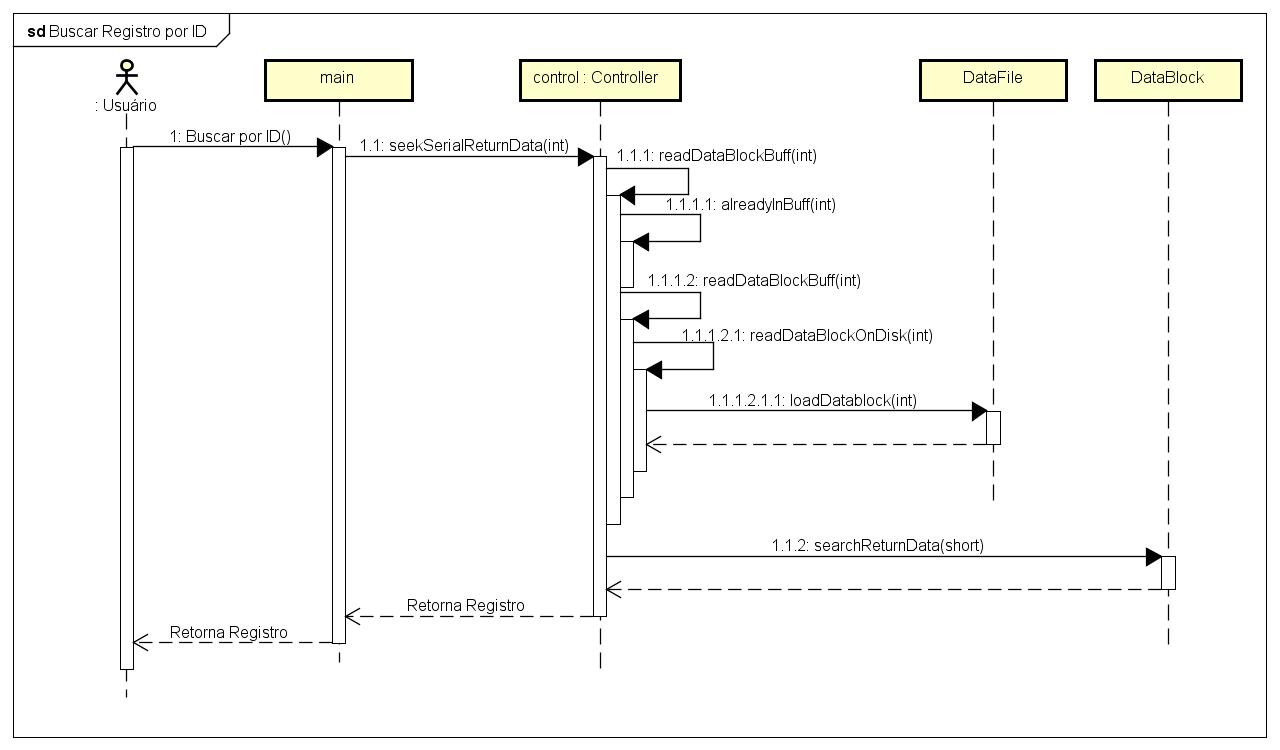 sd Buscar Registro por ID
: Usuário
main
control : Controller
DataFile
DataBlock
1: Buscar por ID()
1.1: seekSerialReturnData(int)
1.1.1: readDataBlockBuff(int)
1.1.1.1: alreadyInBuff(int)
1.1.1.2: readDataBlockBuff(int)
1.1.1.2.1: readDataBlockOnDisk(int)
1.1.1.2.1.1: loadDatablock(int)
1.1.2: searchReturnData(short)
Retorna Registro
Retorna Registro